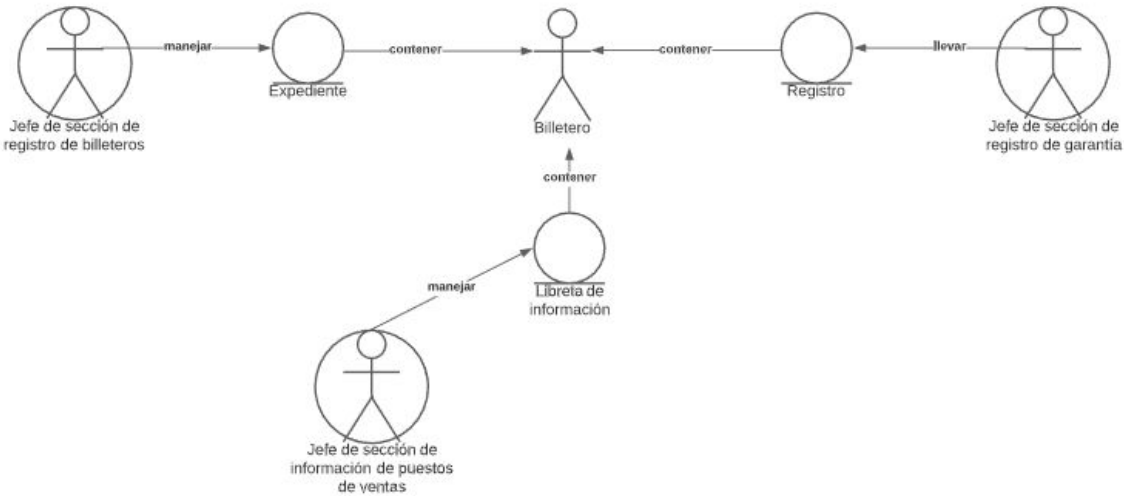 manejar
contener
contener
llevar
Expediente
Registro
Jefe de sección de
registro de billeteros
Billetero
Jefe de sección de
registro de garantía
contener
manejar
Libreta de
información
Jefe de sección de
información de puestos
de ventas